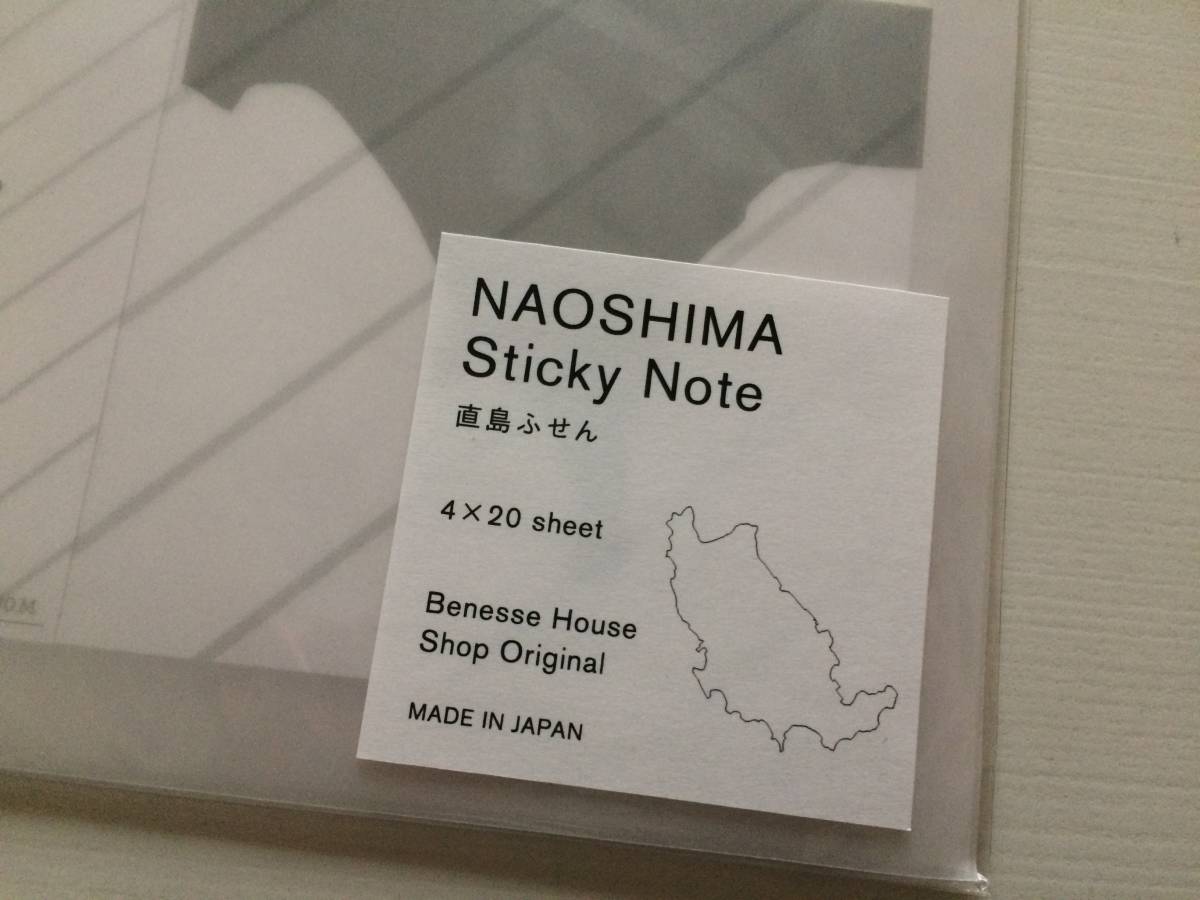 NAOSHIMA
Sticky Note
直島ふせん
4×20 sheet
Benesse House
Shop Original
MADE IN JAPAN